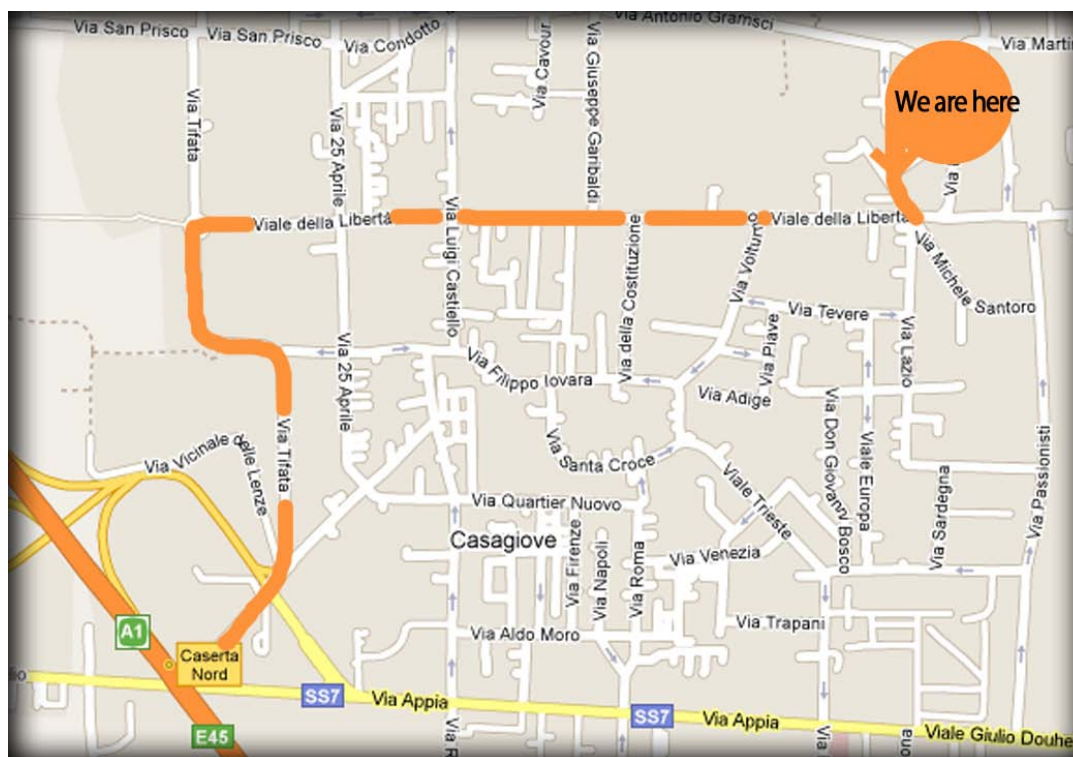 Via San Prisco
Via San Prisco
Via Condotto
Via Antonio Gramsci
Via Martir
Via Cavour
Via Giuseppe Garibaldi
We are here
Via Tifata
Via 25 Aprile
Viale della Libertà
Via Luigi Castiello
Viale della Libertà
Via Michele Santoro
Via della Costituzione
Via Volturno
Via Tevere
Via Piave
Via Lazio
Via 25 Aprile
Via Filippo Iovara
Via Adige
Via Tifata
Via Vicinale delle Lenze
Via Santa Croce
Viale Trieste
Via Don Giovanni Bosco
Viale Europa
Via Sardegna
Via Passionisti
Via Quartier Nuovo
Casagiove
Via Firenze
Via Napoli
Via Roma
Via Venezia
A1
Via Aldo Moro
Via Trapani
Caserta
Nord
SS7
Via Appia
SS7
Via Appia
Viale Giulio Douhe
E45
Via R
Via